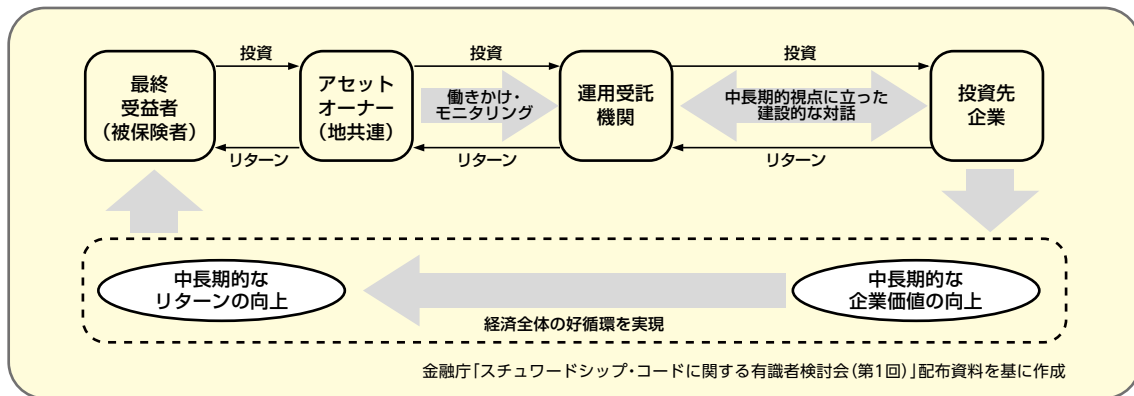 投資
投資
投資
最終
受益者
（被保険者）
アセット
オーナー
（地共連）
働きかけ・
モニタリング
運用受託
機関
中長期的視点に立った
建設的な対話
投資先
企業
リターン
リターン
リターン
中長期的な
リターンの向上
中長期的な
企業価値の向上
経済全体の好循環を実現
金融庁「スチュワードシップ・コードに関する有識者検討会（第1回）」配布資料を基に作成